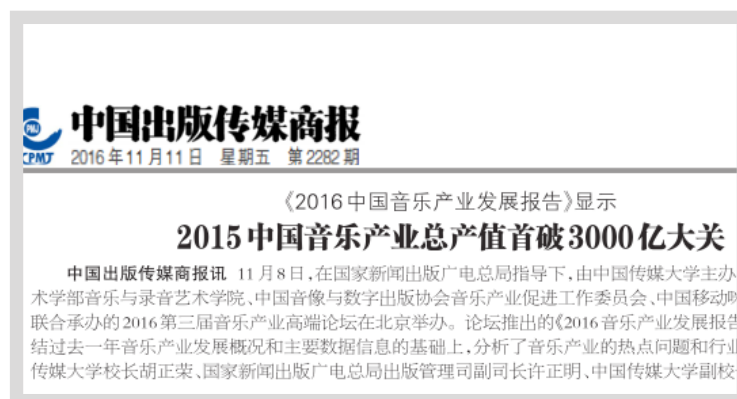 中国出版传媒商报
CPMJ 2016年11月11日 星期五 第2282期
《2016中国音乐产业发展报告》显示
2015中国音乐产业总产值首破3000亿大关
中国出版传媒商报讯 11月8日,在国家新闻出版广电总局指导下,由中国传媒大学主办
术学部音乐与录音艺术学院、中国音像与数字出版协会音乐产业促进工作委员会、中国移动咪
联合承办的2016第三届音乐产业高端论坛在北京举办。论坛推出的《2016音乐产业发展报告
结过去一年音乐产业发展概况和主要数据信息的基础上,分析了音乐产业的热点问题和行业
传媒大学校长胡正荣、国家新闻出版广电总局出版管理司副司长许正明、中国传媒大学副校